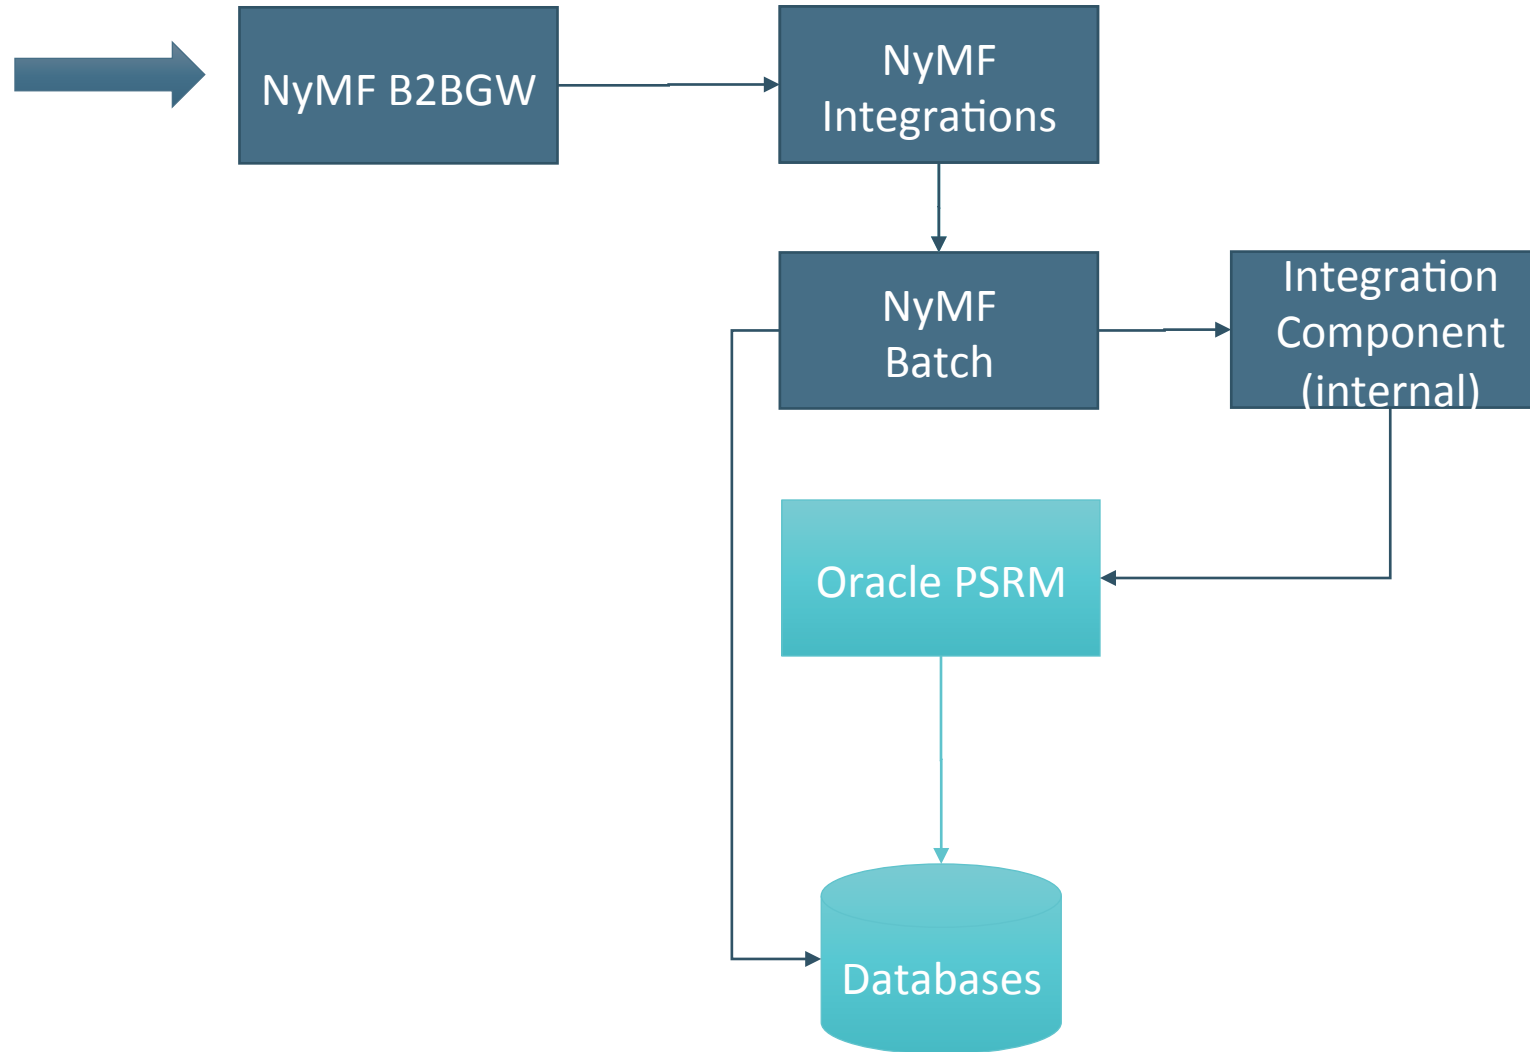 NyMF B2BGW
NyMF
Integrations
NyMF
Batch
Integration
Component
(internal)
Oracle PSRM
Databases